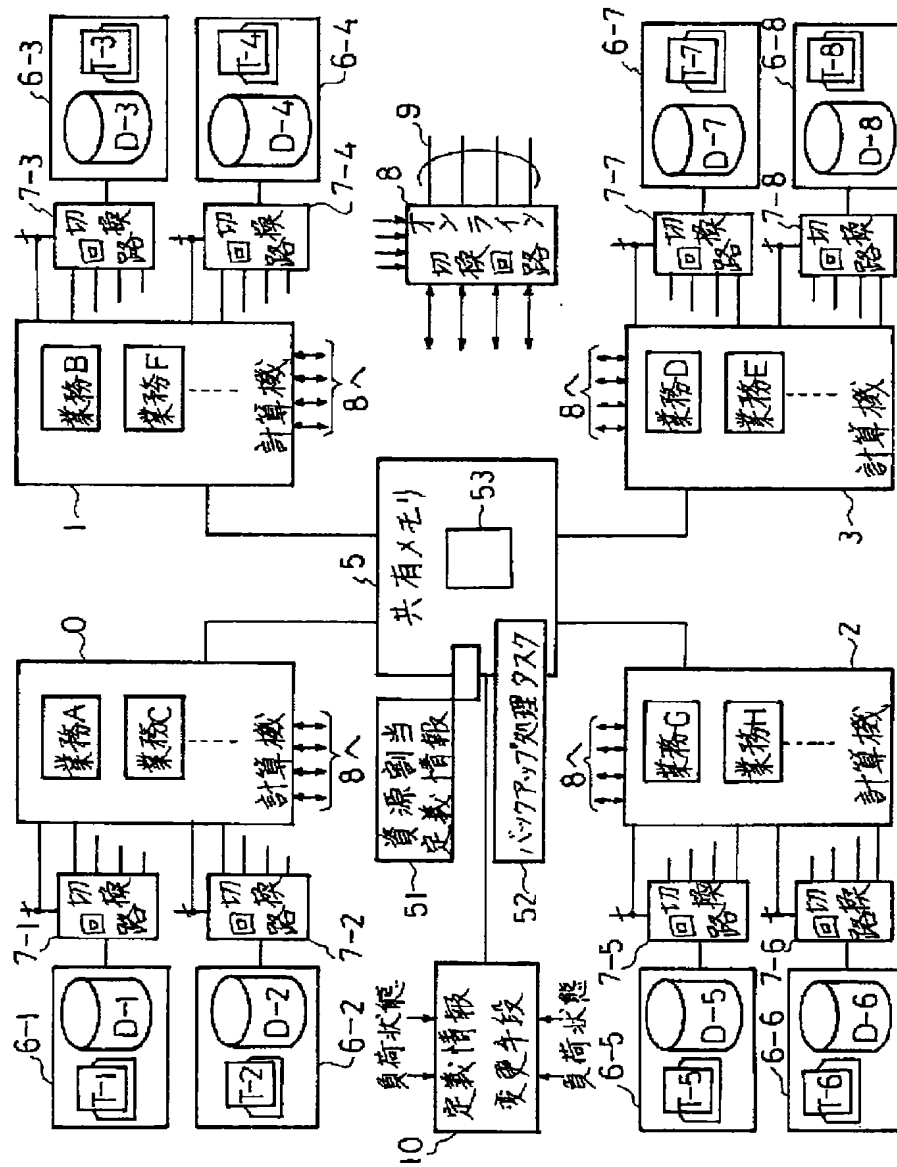 6-1
T-1
D-1
7-1
切換
回路
6-2
T-2
D-2
7-2
切換
回路
0
業務A
業務C
計算機
8へ
6-3
D-3
T-3
7-3
切換
回路
6-4
D-4
T-4
7-4
切換
回路
1
業務B
業務F
計算機
8へ
10
定義情報
変更手段
負荷状態
負荷状態
51
資源割当
定義情報
52
バックアップ処理タスク
5
共有メモリ
53
8
オンライン
切換回路
9
6-5
T-5
D-5
7-5
切換
回路
6-6
T-6
D-6
7-6
切換
回路
2
業務G
業務H
計算機
8へ
6-7
D-7
T-7
7-7
切換
回路
6-8
D-8
T-8
7-8
切換
回路
3
業務D
業務E
計算機
8へ